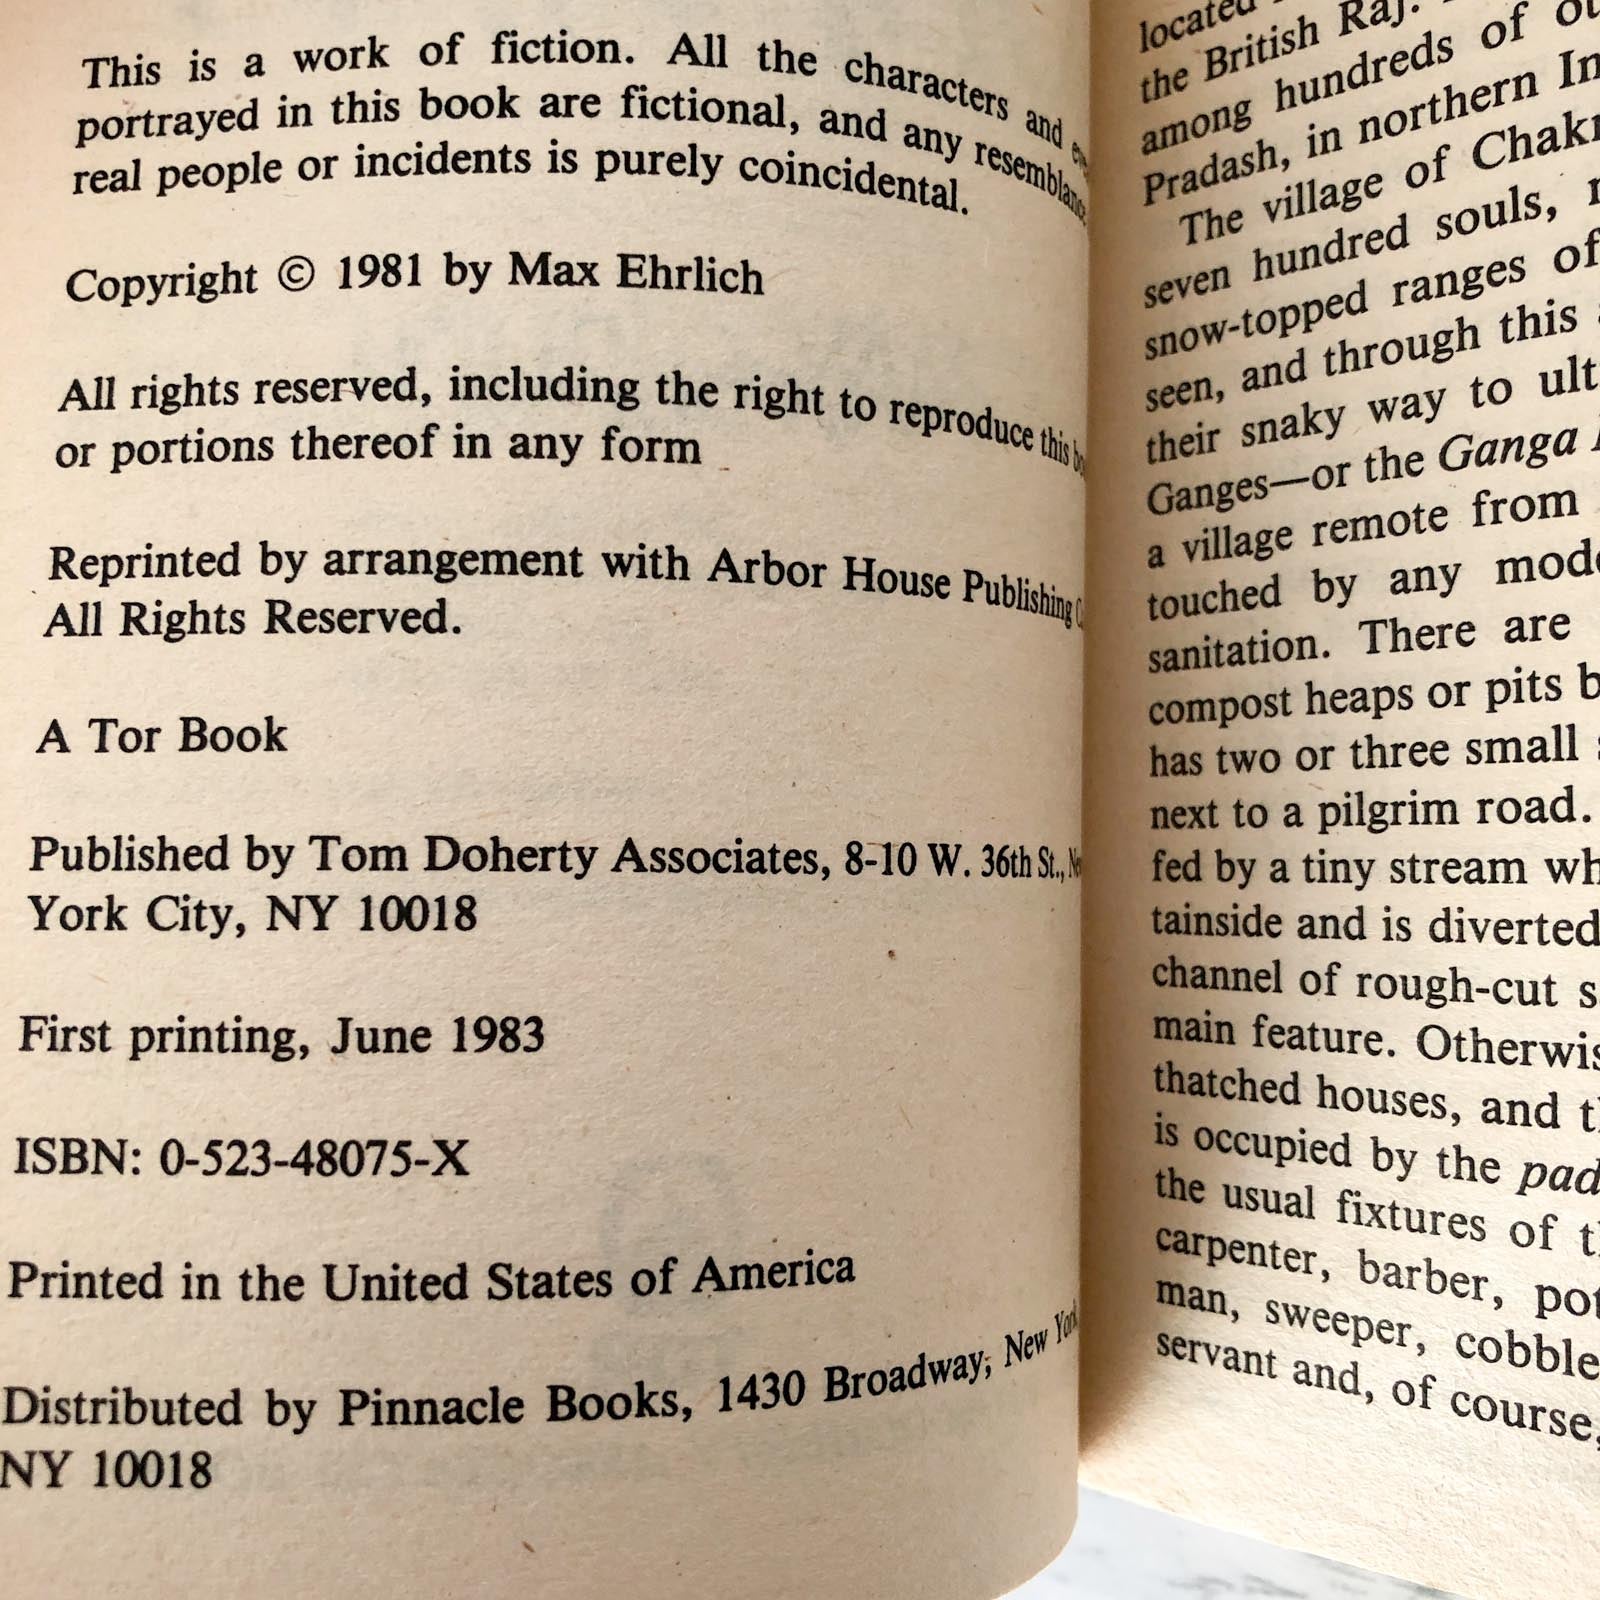 This is a work of fiction. All the characters and
portrayed in this book are fictional, and any
real people or incidents is purely coincidental.
Copyright © 1981 by Max Ehrlich
All rights reserved, including the right to reproduce this
or portions thereof in any form
Reprinted by arrangement with Arbor House Publishing
All Rights Reserved.
A Tor Book
Published by Tom Doherty Associates, 8-10 W. 36th St.,
York City, NY 10018
First printing, June 1983
ISBN: 0-523-48075-X
Printed in the United States of America
Distributed by Pinnacle Books, 1430 Broadway, New York
NY 10018
located
the British Raj.
among hundreds of
Pradash, in northern
The village of
seven hundred souls,
snow-topped ranges of
seen, and through this
their snaky way to
Ganges—or the Ganga
a village remote from
touched by any
sanitation. There are
compost heaps or pits
has two or three small
next to a pilgrim road.
fed by a tiny stream
tainside and is diverted
channel of rough-cut
main feature.
thatched houses, and
is occupied by the
the usual fixtures of
carpenter, barber,
man, sweeper,
servant and, of course,